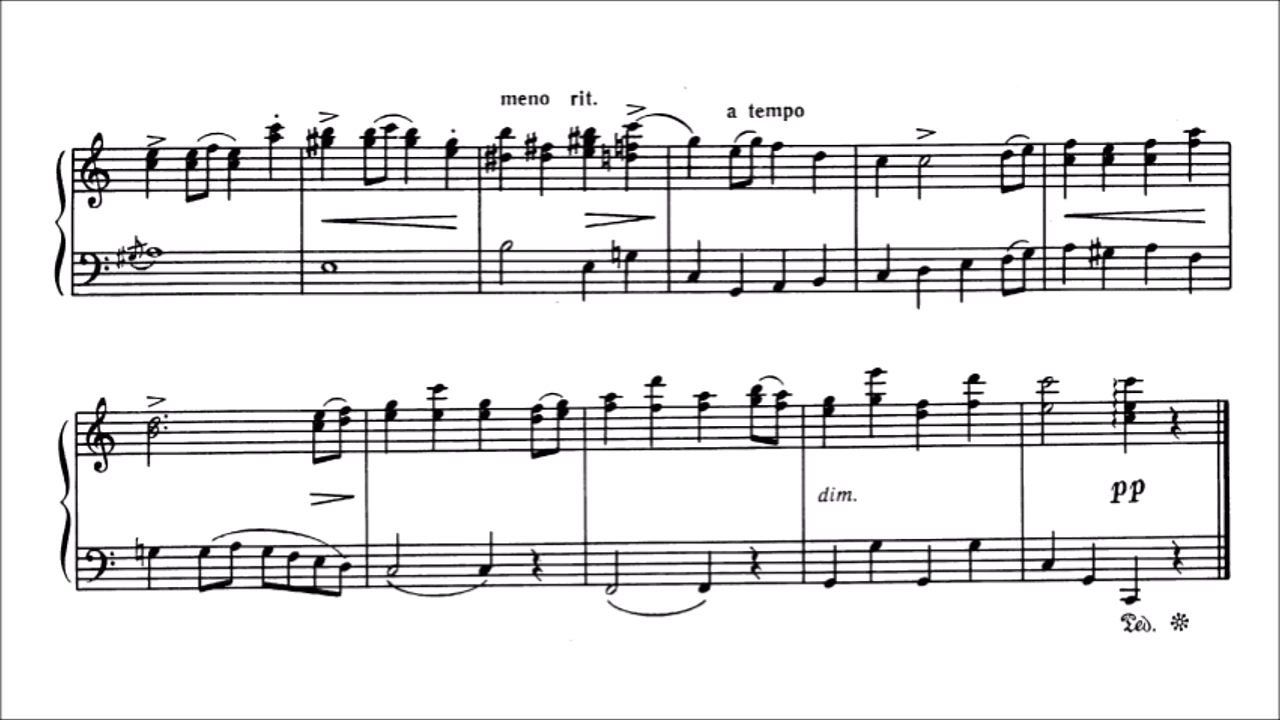 meno rit.
a tempo
dim.
pp
Ped.